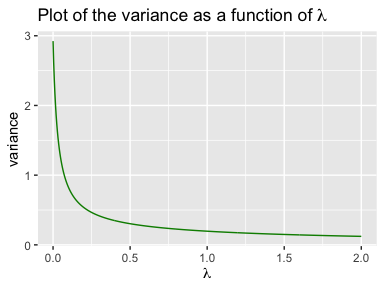 Plot of the variance as a function of λ
3
2
1
0
variance
0.0 0.5 1.0 1.5 2.0
λ